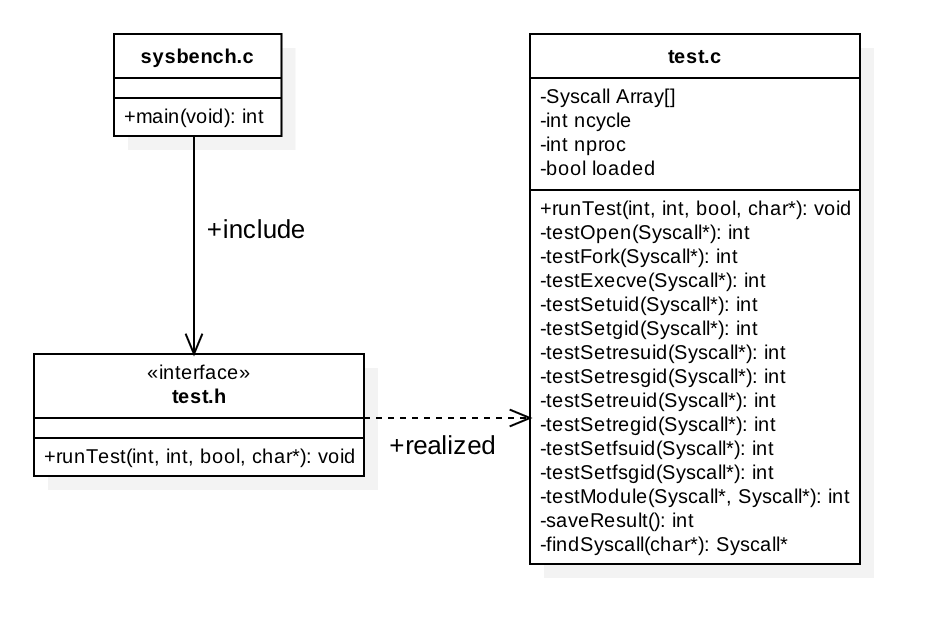 sysbench.c
+main(void): int
+include
«interface»
test.h
+runTest(int, int, bool, char*): void
+realized
test.c
-Syscall Array[]
-int ncycle
-int nproc
-bool loaded
+runTest(int, int, bool, char*): void
-testOpen(Syscall*): int
-testFork(Syscall*): int
-testExecve(Syscall*): int
-testSetuid(Syscall*): int
-testSetgid(Syscall*): int
-testSetresuid(Syscall*): int
-testSetresgid(Syscall*): int
-testSetreuid(Syscall*): int
-testSetregid(Syscall*): int
-testSetfsuid(Syscall*): int
-testSetfsgid(Syscall*): int
-testModule(Syscall*, Syscall*): int
-saveResult(): int
-findSyscall(char*): Syscall*